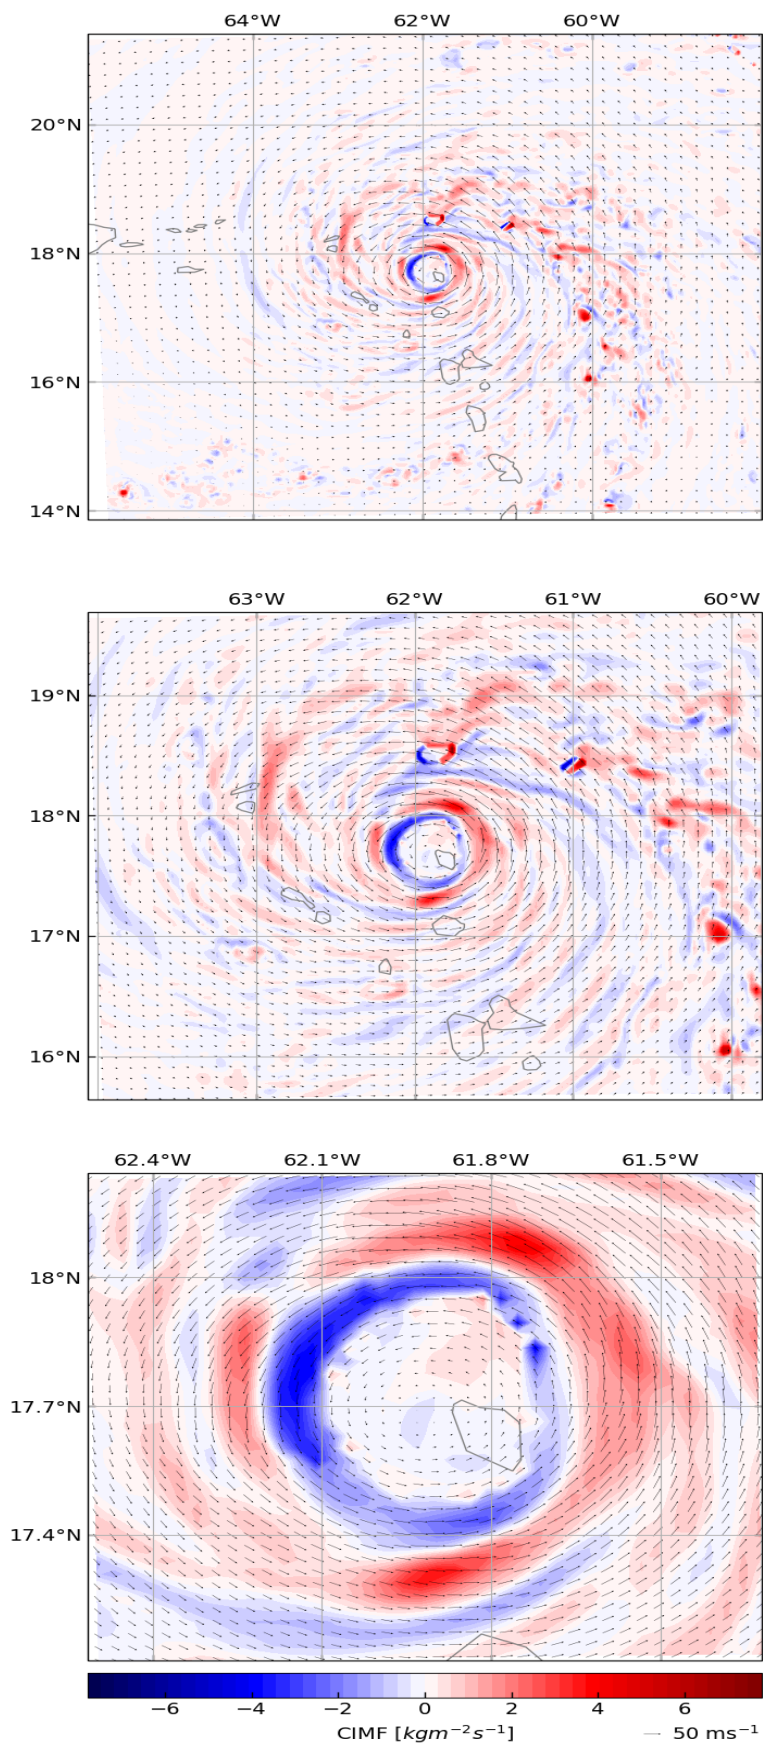 64°W 62°W 60°W
20°N
18°N
16°N
14°N
63°W 62°W 61°W 60°W
19°N
18°N
17°N
16°N
62.4°W 62.1°W 61.8°W 61.5°W
18°N
17.7°N
17.4°N
−6 −4 −2 0 2 4 6
CIMF [kgm⁻²s⁻¹] 50 ms⁻¹